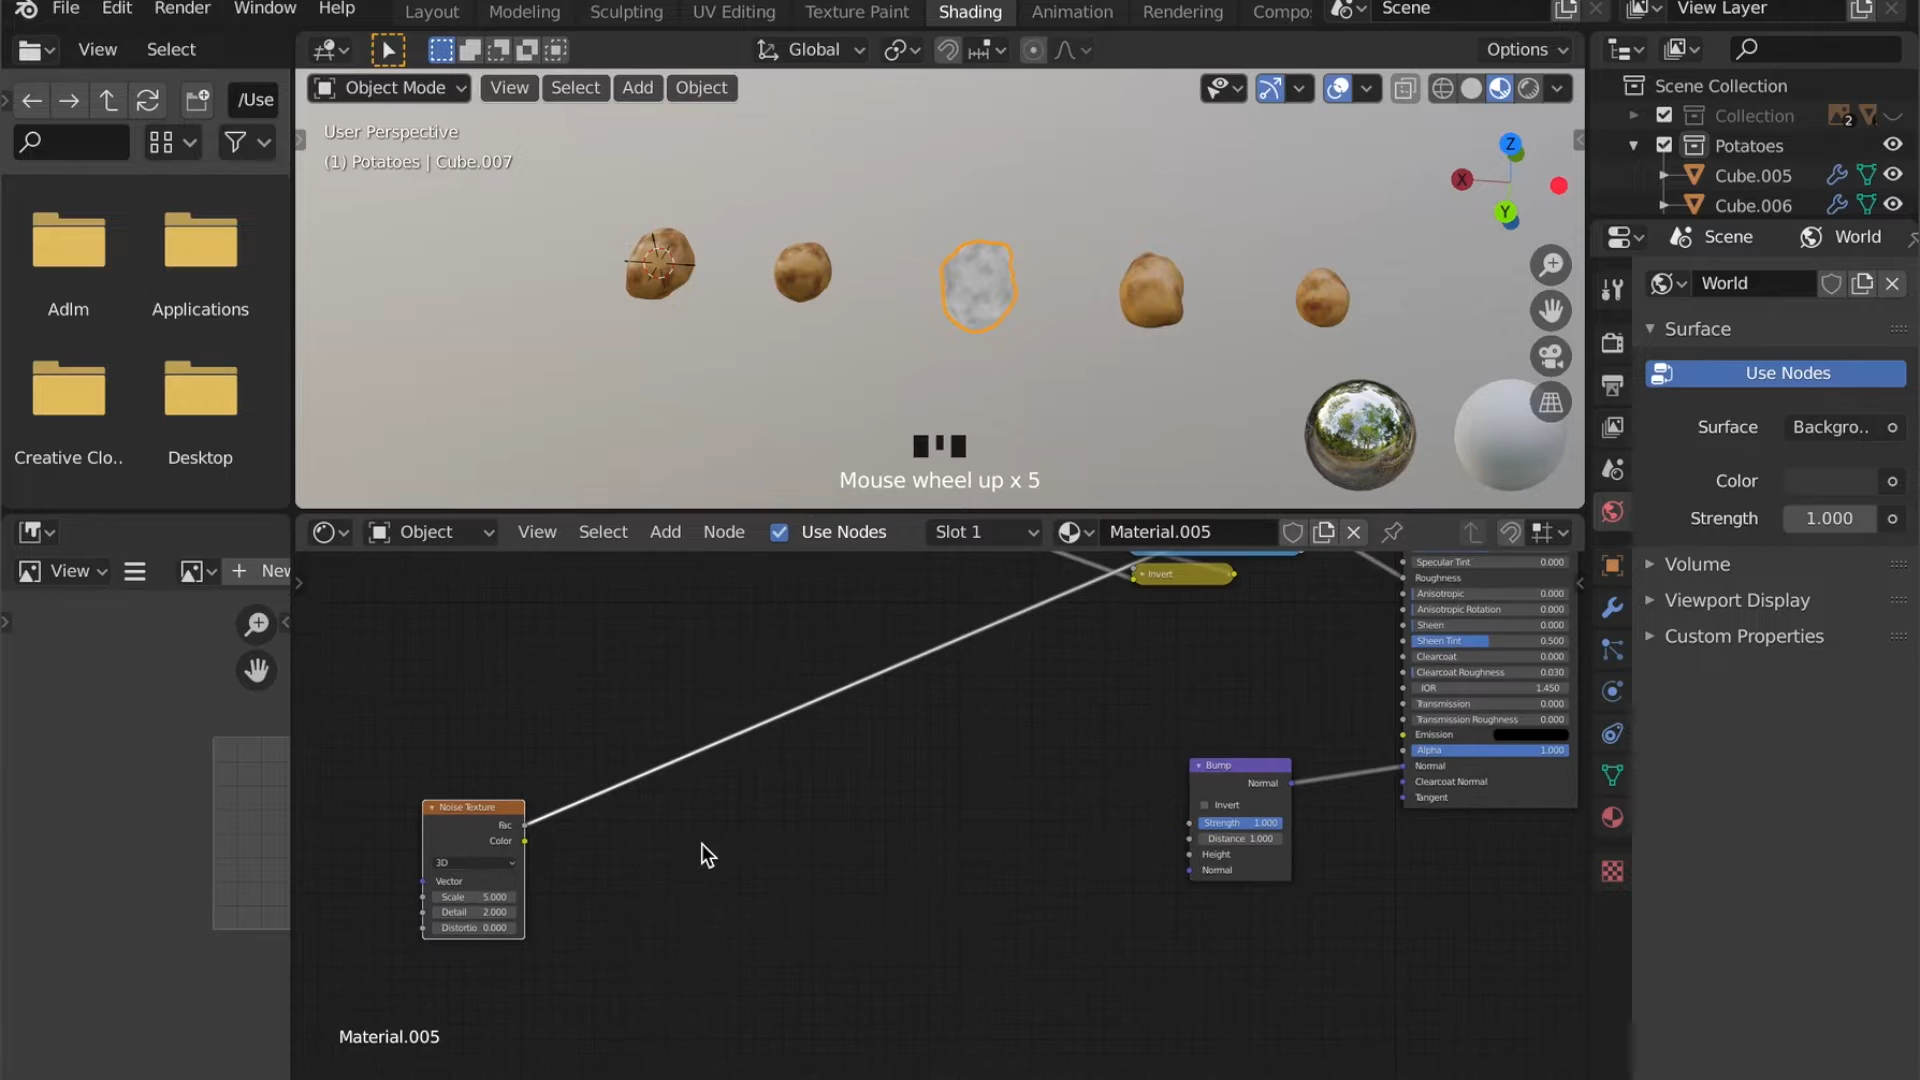 File Edit Render Window Help
Layout Modeling Sculpting UV Editing Texture Paint Shading Animation Rendering Compo
Scene
View Layer
View Select
Global
Options
/Use
Object Mode View Select Add Object
User Perspective
(1) Potatoes | Cube.007
Z
X
Y
Scene Collection
Collection 2
Potatoes
Cube.005
Cube.006
Adlm
Applications
Creative Clo..
Desktop
Mouse wheel up x 5
Scene World
World
Surface
Use Nodes
Surface Backgro..
Color
Strength 1.000
Volume
Viewport Display
Custom Properties
View
+ New
Object View Select Add Node Use Nodes Slot 1 Material.005
Invert
Specular Tint 0.000
Roughness
Anisotropic 0.000
Anisotropic Rotation 0.000
Sheen 0.000
Sheen Tint 0.500
Clearcoat 0.000
Clearcoat Roughness 0.030
IOR 1.450
Transmission 0.000
Transmission Roughness 0.000
Emission
Alpha 1.000
Normal
Clearcoat Normal
Tangent
Bump
Normal
Invert
Strength 1.000
Distance 1.000
Height
Normal
Noise Texture
Fac
Color
3D
Vector
Scale 5.000
Detail 2.000
Distortio 0.000
Material.005